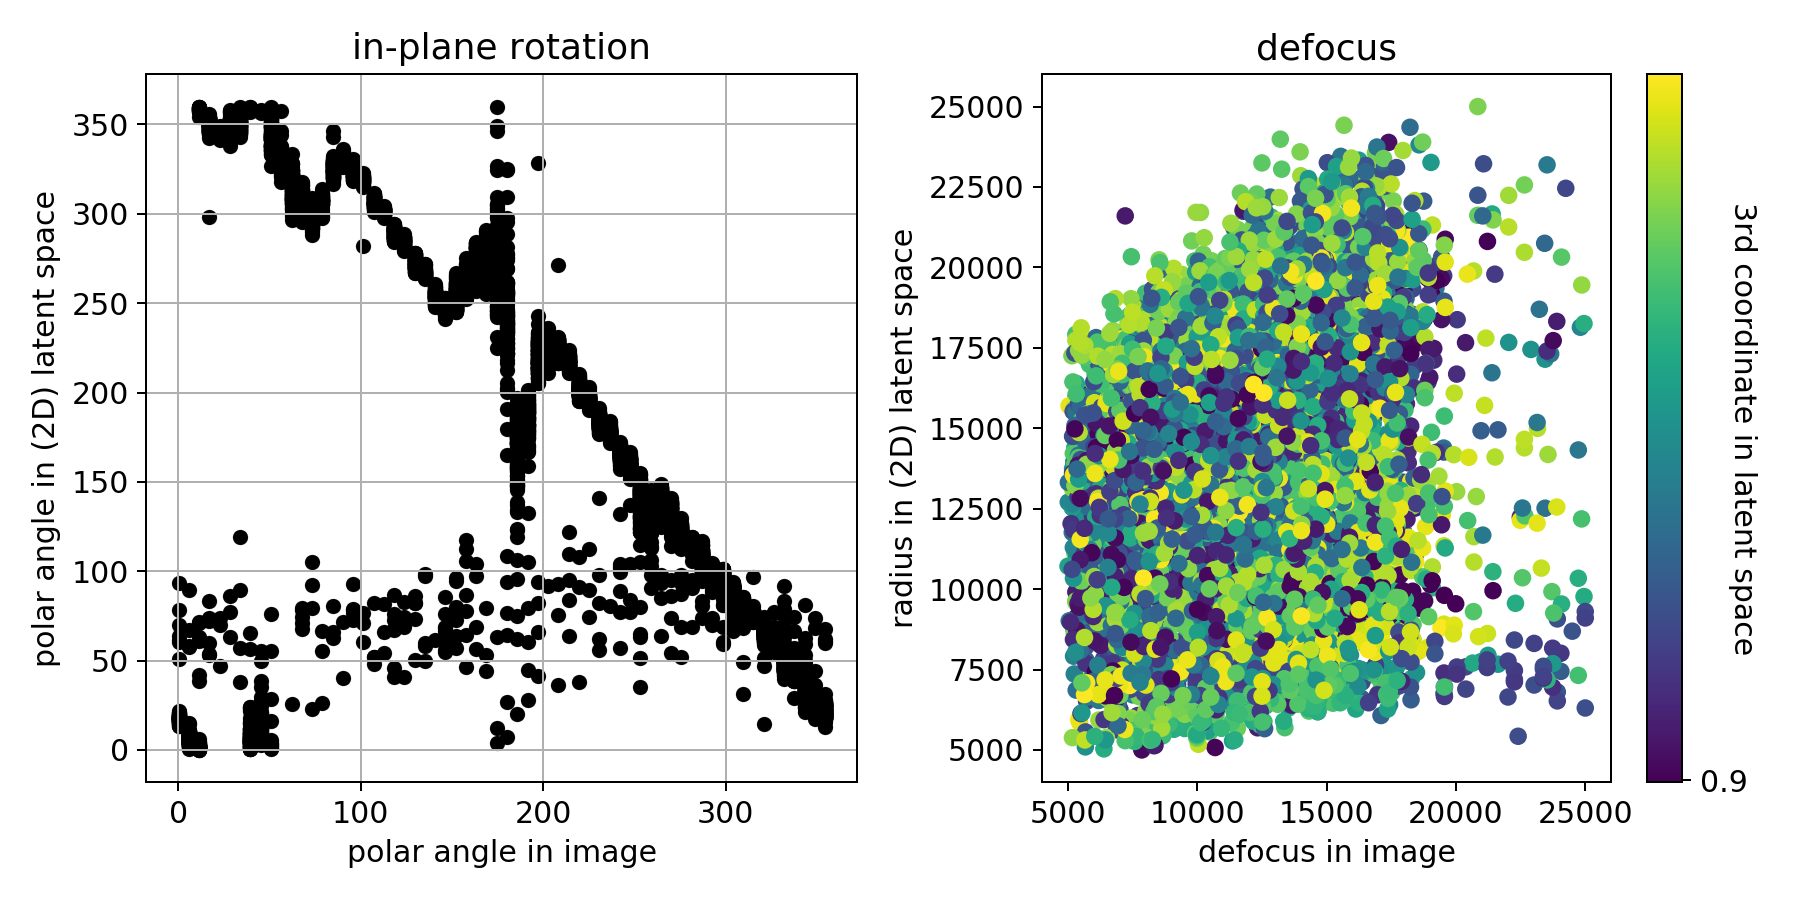 in-plane rotation
350
300
250
200
150
100
50
0
polar angle in (2D) latent space
0 100 200 300
polar angle in image
defocus
25000
22500
20000
17500
15000
12500
10000
7500
5000
radius in (2D) latent space
5000 10000 15000 20000 25000
defocus in image
0.9
3rd coordinate in latent space